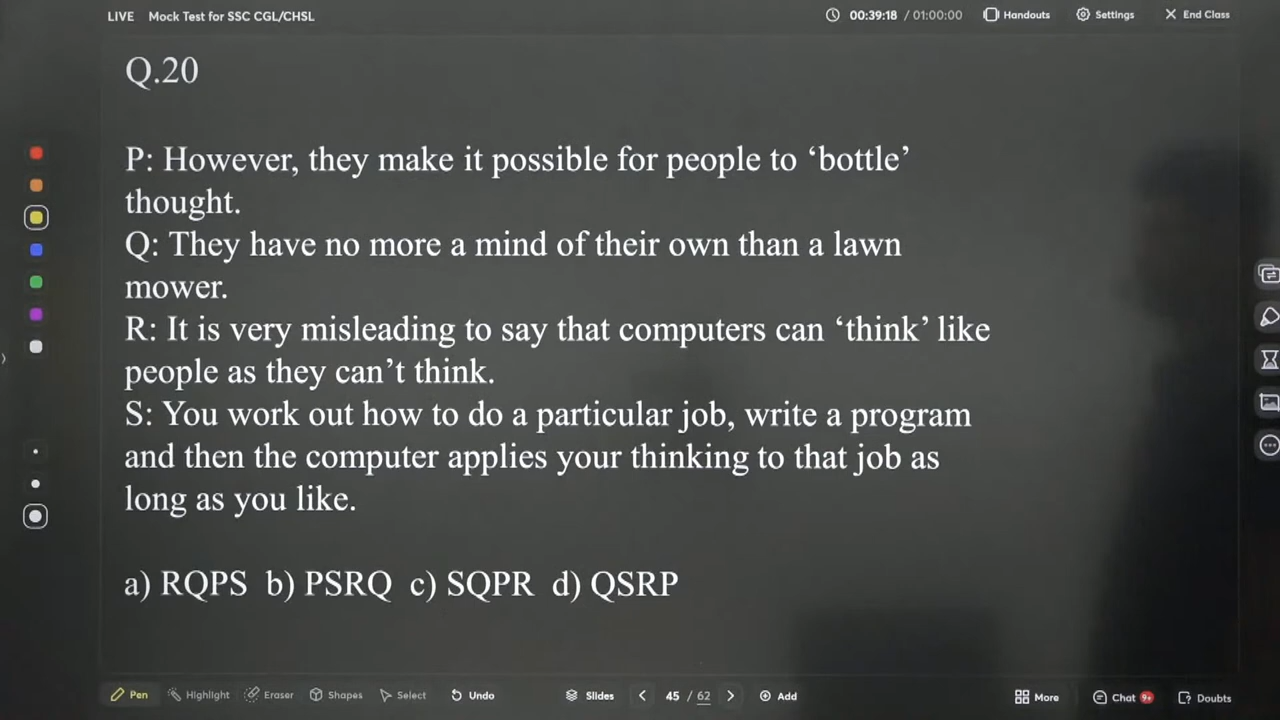 LIVE Mock Test for SSC CGL/CHSL 00:39:18 / 01:00:00 Handouts Settings End Class
Q.20
P: However, they make it possible for people to ‘bottle’
thought.
Q: They have no more a mind of their own than a lawn
mower.
R: It is very misleading to say that computers can ‘think’ like
people as they can’t think.
S: You work out how to do a particular job, write a program
and then the computer applies your thinking to that job as
long as you like.
a) RQPS b) PSRQ c) SQPR d) QSRP
Pen Highlight Eraser Shapes Select Undo Slides 45 / 62 Add More Chat 9+ Doubts